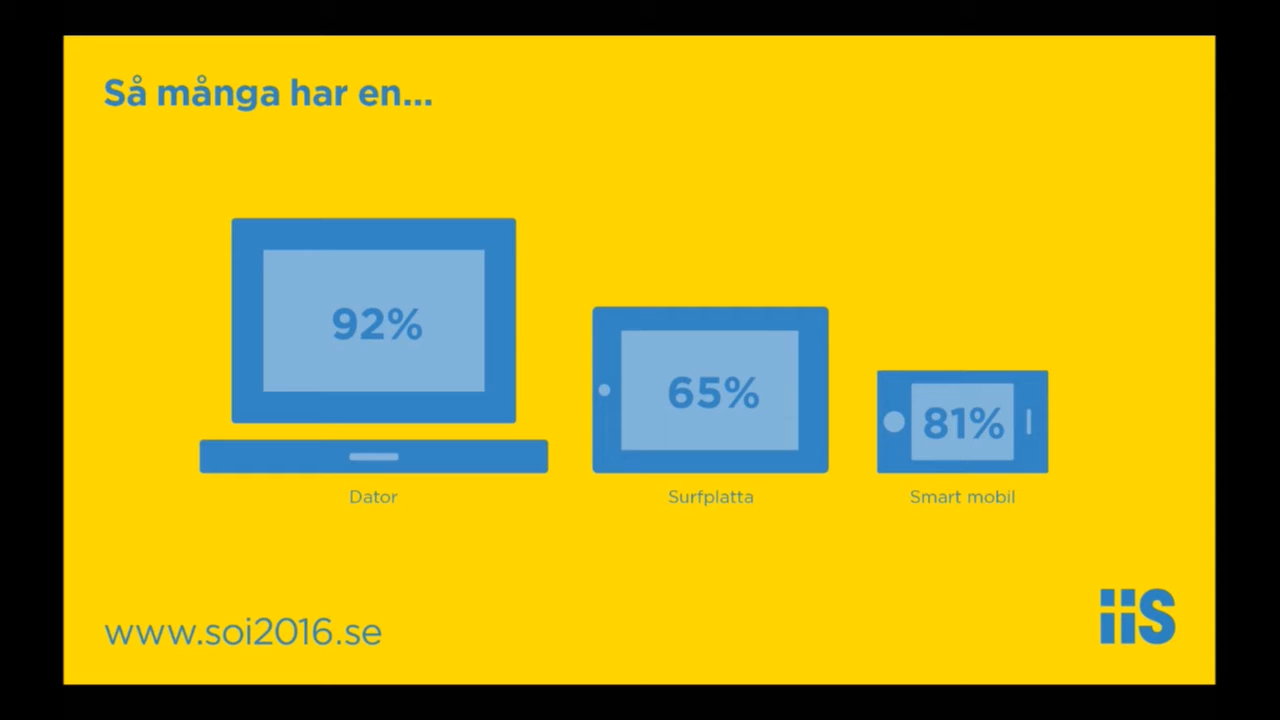 Så många har en...
92%
65%
81%
Dator
Surfplatta
Smart mobil
www.soi2016.se
iis